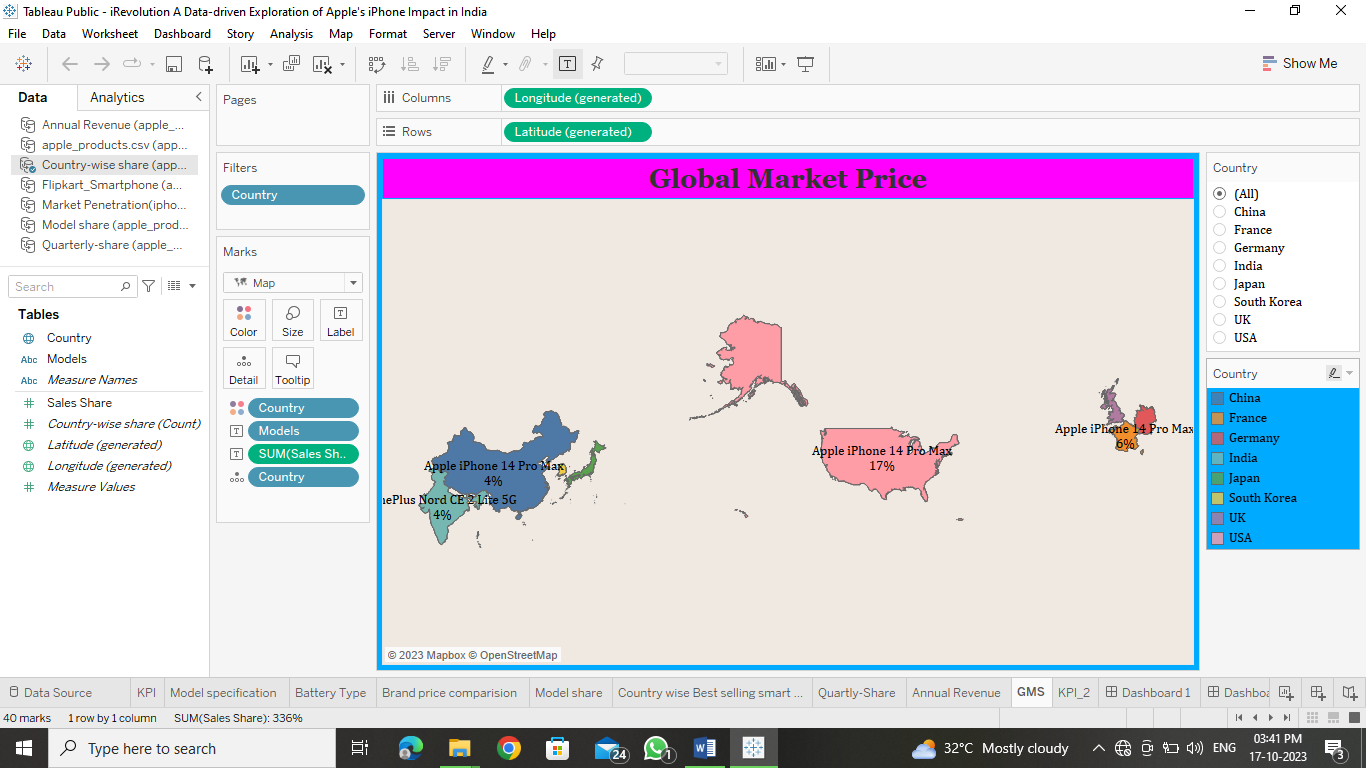 Tableau Public - iRevolution A Data-driven Exploration of Apple's iPhone Impact in India
File Data Worksheet Dashboard Story Analysis Map Format Server Window Help
Show Me
Data Analytics
Annual Revenue (apple_...
apple_products.csv (app...
Country-wise share (app...
Flipkart_Smartphone (a...
Market Penetration(ipho...
Model share (apple_prod...
Quarterly-share (apple_...
Search
Tables
Country
Abc Models
Abc Measure Names
Sales Share
Country-wise share (Count)
Latitude (generated)
Longitude (generated)
Measure Values
Pages
Filters
Country
Marks
Map
Color Size Label
Detail Tooltip
Country
Models
SUM(Sales Sh..
Country
Columns Longitude (generated)
Rows Latitude (generated)
Global Market Price
Apple iPhone 14 Pro Max
4%
nePlus Nord CE 2 Lite 5G
4%
Apple iPhone 14 Pro Max
17%
Apple iPhone 14 Pro Max
6%
© 2023 Mapbox © OpenStreetMap
Country
(All)
China
France
Germany
India
Japan
South Korea
UK
USA
Country
China
France
Germany
India
Japan
South Korea
UK
USA
Data Source KPI Model specification Battery Type Brand price comparision Model share Country wise Best selling smart ... Quartly-Share Annual Revenue GMS KPI_2 Dashboard 1 Dashboa
40 marks 1 row by 1 column SUM(Sales Share): 336%
Type here to search
24
1
32°C Mostly cloudy
ENG
03:41 PM
17-10-2023
3